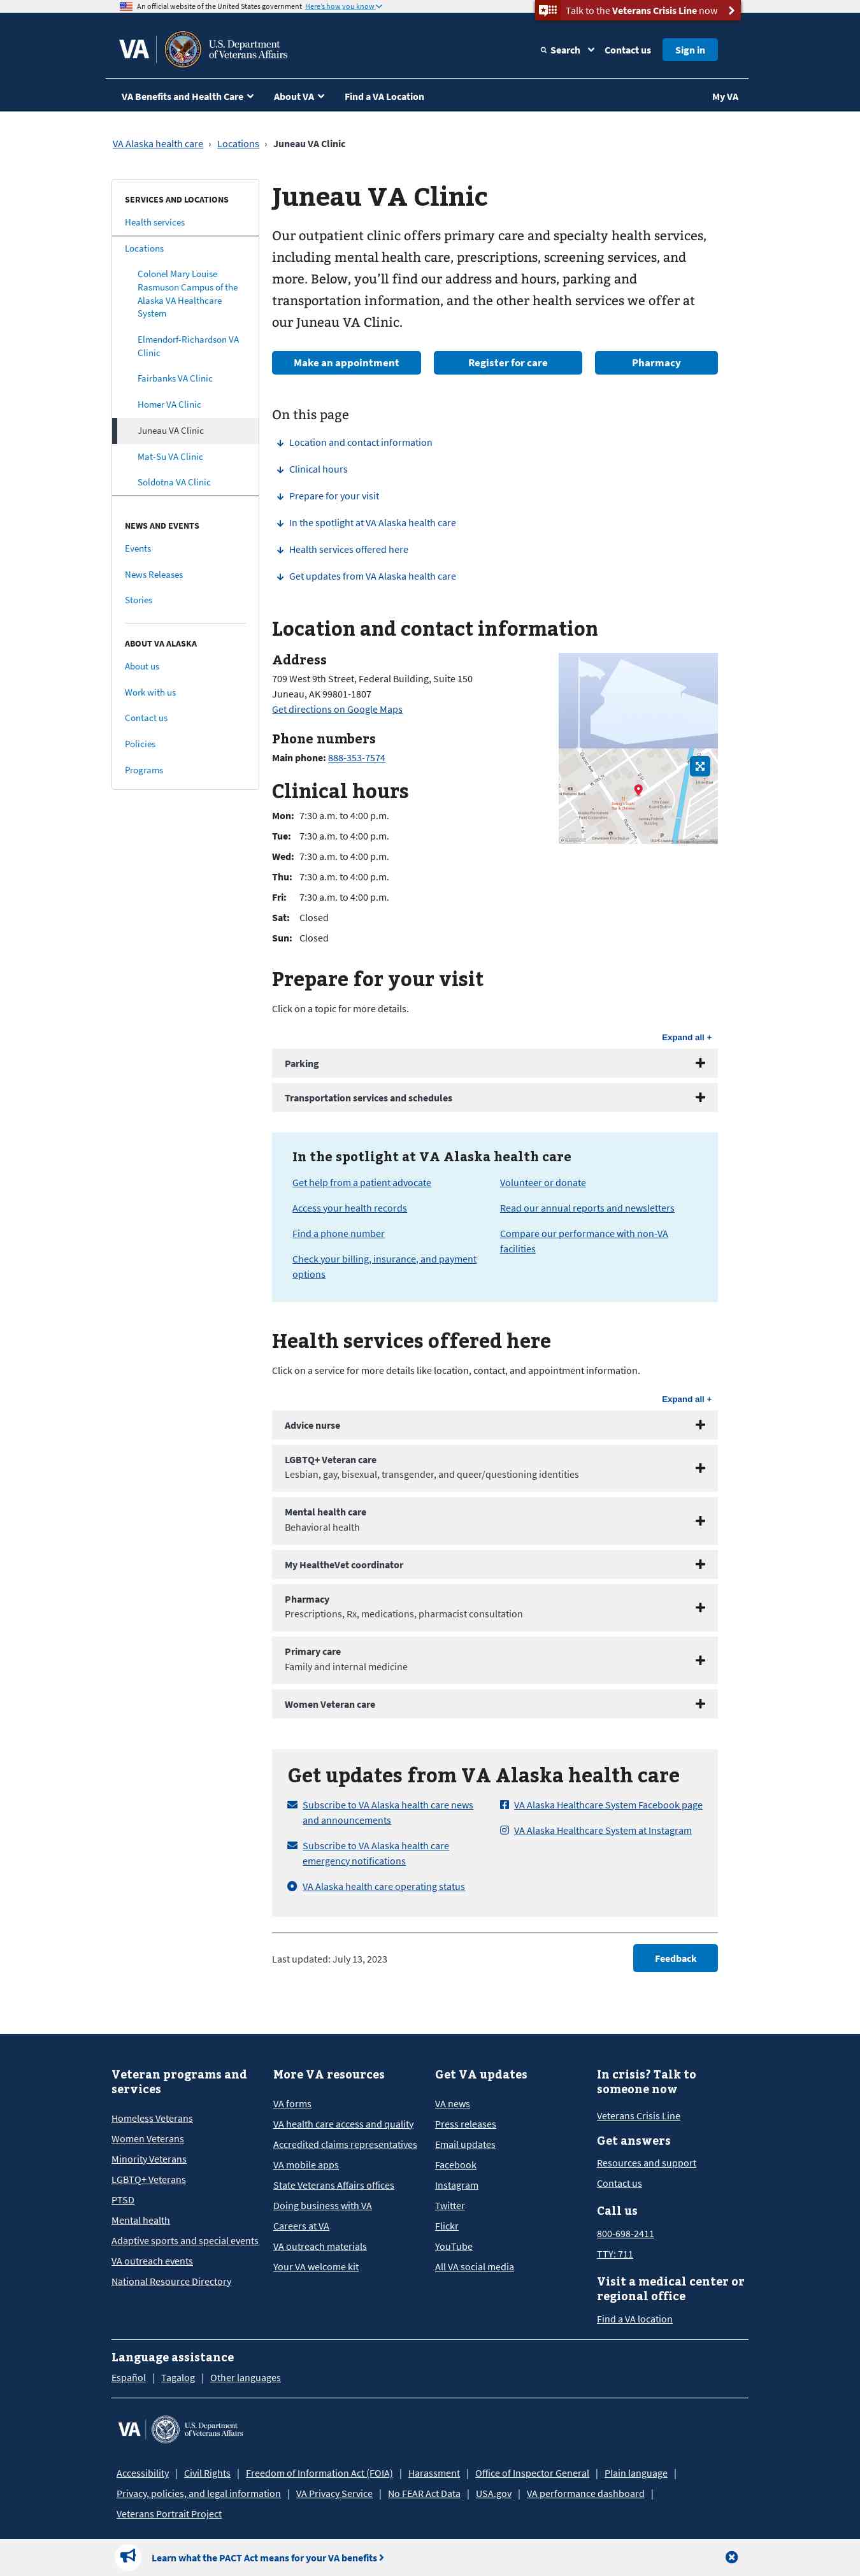 An official website of the United States government Here's how you know
Talk to the Veterans Crisis Line now
VA
U.S. Department
of Veterans Affairs
Search
Contact us
Sign in
VA Benefits and Health Care
About VA
Find a VA Location
My VA
VA Alaska health care › Locations › Juneau VA Clinic
SERVICES AND LOCATIONS
Health services
Locations
Colonel Mary Louise
Rasmuson Campus of the
Alaska VA Healthcare
System
Elmendorf-Richardson VA
Clinic
Fairbanks VA Clinic
Homer VA Clinic
Juneau VA Clinic
Mat-Su VA Clinic
Soldotna VA Clinic
NEWS AND EVENTS
Events
News Releases
Stories
ABOUT VA ALASKA
About us
Work with us
Contact us
Policies
Programs
Juneau VA Clinic
Our outpatient clinic offers primary care and specialty health services,
including mental health care, prescriptions, screening services, and
more. Below, you’ll find our address and hours, parking and
transportation information, and the other health services we offer at
our Juneau VA Clinic.
Make an appointment
Register for care
Pharmacy
On this page
Location and contact information
Clinical hours
Prepare for your visit
In the spotlight at VA Alaska health care
Health services offered here
Get updates from VA Alaska health care
Location and contact information
Address
709 West 9th Street, Federal Building, Suite 150
Juneau, AK 99801-1807
Get directions on Google Maps
Phone numbers
Main phone: 888-353-7574
Clinical hours
Mon: 7:30 a.m. to 4:00 p.m.
Tue: 7:30 a.m. to 4:00 p.m.
Wed: 7:30 a.m. to 4:00 p.m.
Thu: 7:30 a.m. to 4:00 p.m.
Fri: 7:30 a.m. to 4:00 p.m.
Sat: Closed
Sun: Closed
Prepare for your visit
Click on a topic for more details.
Expand all +
Parking
Transportation services and schedules
In the spotlight at VA Alaska health care
Get help from a patient advocate
Access your health records
Find a phone number
Check your billing, insurance, and payment
options
Volunteer or donate
Read our annual reports and newsletters
Compare our performance with non-VA
facilities
Health services offered here
Click on a service for more details like location, contact, and appointment information.
Expand all +
Advice nurse
LGBTQ+ Veteran care
Lesbian, gay, bisexual, transgender, and queer/questioning identities
Mental health care
Behavioral health
My HealtheVet coordinator
Pharmacy
Prescriptions, Rx, medications, pharmacist consultation
Primary care
Family and internal medicine
Women Veteran care
Get updates from VA Alaska health care
Subscribe to VA Alaska health care news
and announcements
Subscribe to VA Alaska health care
emergency notifications
VA Alaska health care operating status
VA Alaska Healthcare System Facebook page
VA Alaska Healthcare System at Instagram
Last updated: July 13, 2023
Feedback
Veteran programs and
services
Homeless Veterans
Women Veterans
Minority Veterans
LGBTQ+ Veterans
PTSD
Mental health
Adaptive sports and special events
VA outreach events
National Resource Directory
More VA resources
VA forms
VA health care access and quality
Accredited claims representatives
VA mobile apps
State Veterans Affairs offices
Doing business with VA
Careers at VA
VA outreach materials
Your VA welcome kit
Get VA updates
VA news
Press releases
Email updates
Facebook
Instagram
Twitter
Flickr
YouTube
All VA social media
In crisis? Talk to
someone now
Veterans Crisis Line
Get answers
Resources and support
Contact us
Call us
800-698-2411
TTY: 711
Visit a medical center or
regional office
Find a VA location
Language assistance
Español | Tagalog | Other languages
VA
U.S. Department
of Veterans Affairs
Accessibility | Civil Rights | Freedom of Information Act (FOIA) | Harassment | Office of Inspector General | Plain language |
Privacy, policies, and legal information | VA Privacy Service | No FEAR Act Data | USA.gov | VA performance dashboard |
Veterans Portrait Project
Learn what the PACT Act means for your VA benefits